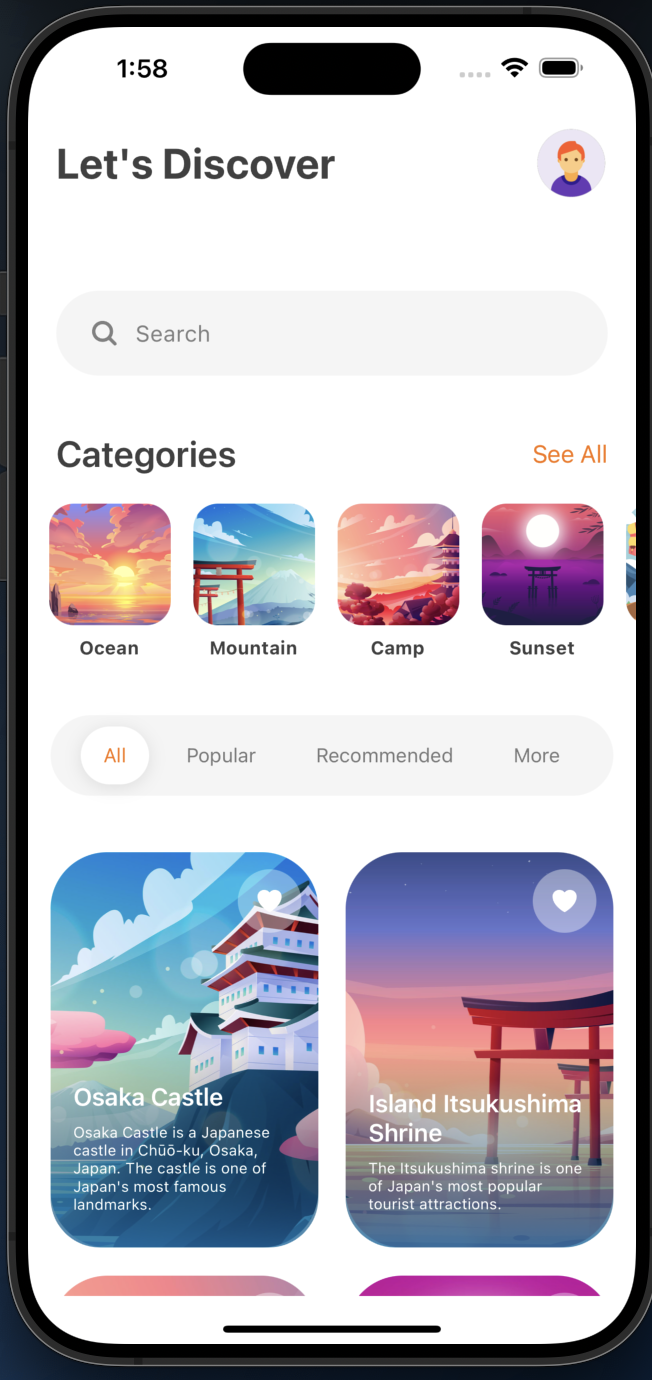 1:58
Let's Discover
Search
Categories
See All
Ocean
Mountain
Camp
Sunset
All
Popular
Recommended
More
Osaka Castle
Osaka Castle is a Japanese
castle in Chūō-ku, Osaka,
Japan. The castle is one of
Japan's most famous
landmarks.
Island Itsukushima
Shrine
The Itsukushima shrine is one
of Japan's most popular
tourist attractions.